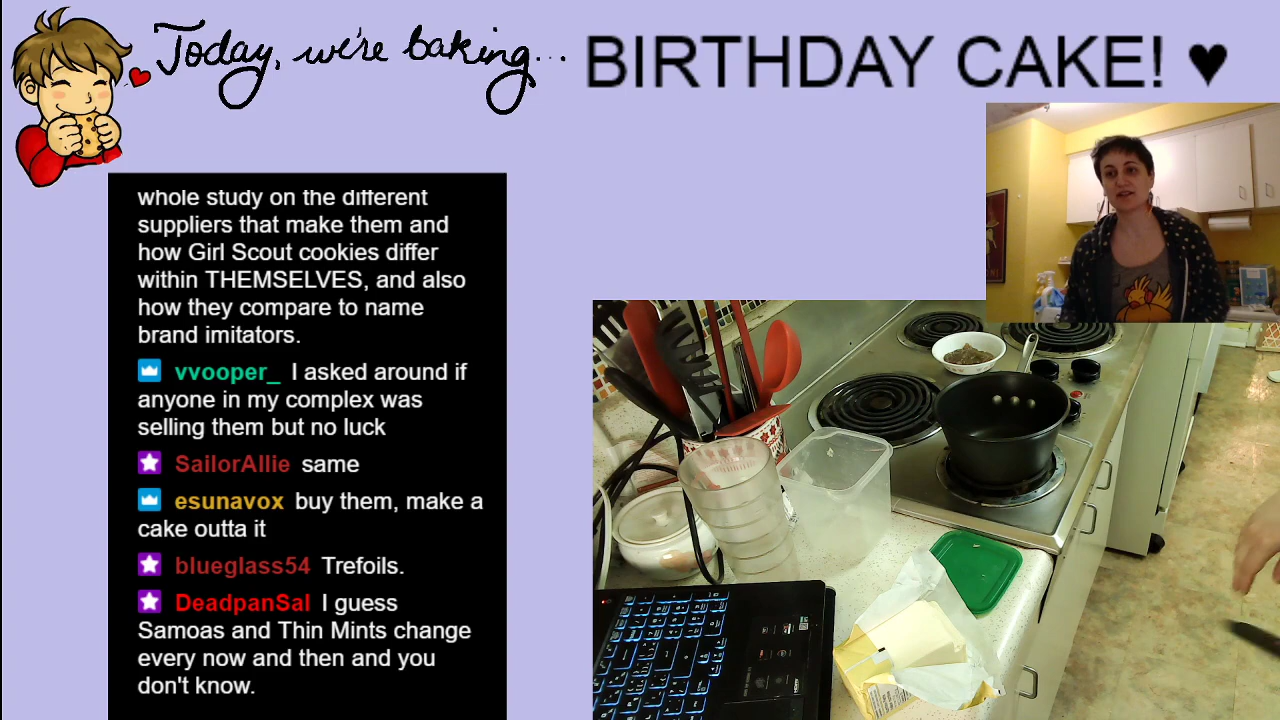 Today, we're baking... BIRTHDAY CAKE! ♥
whole study on the different
suppliers that make them and
how Girl Scout cookies differ
within THEMSELVES, and also
how they compare to name
brand imitators.
vvooper_ I asked around if
anyone in my complex was
selling them but no luck
SailorAllie same
esunavox buy them, make a
cake outta it
blueglass54 Trefoils.
DeadpanSal I guess
Samoas and Thin Mints change
every now and then and you
don't know.